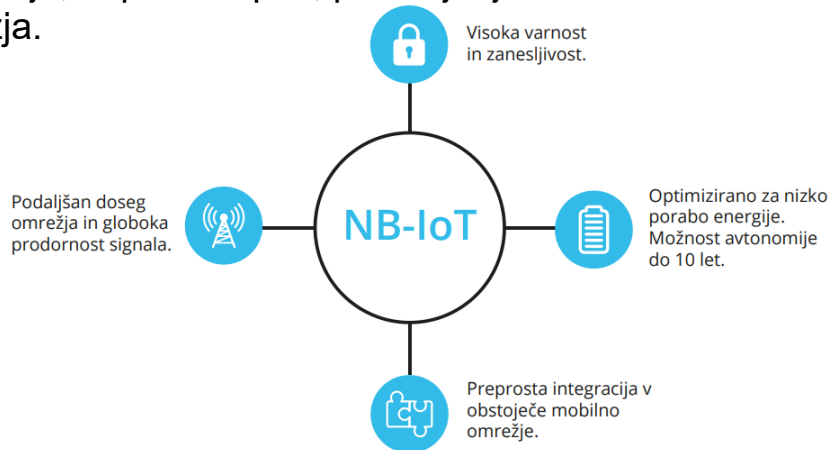 žja.
Visoka varnost
in zanesljivost.
Podaljšan doseg
omrežja in globoka
prodornost signala.
NB-IoT
Optimizirano za nizko
porabo energije.
Možnost avtonomije
do 10 let.
Preprosta integracija v
obstoječe mobilno
omrežje.